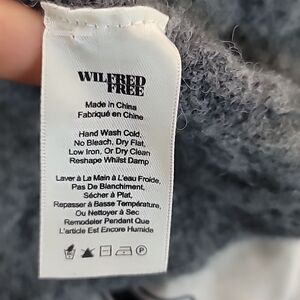 WILFRED
FREE
Made in China
Fabriqué en Chine
Hand Wash Cold,
No Bleach, Dry Flat,
Low Iron, Or Dry Clean
Reshape Whilst Damp
Laver à La Main à L'eau Froide,
Pas De Blanchiment,
Sécher à Plat,
Repasser à Basse Température,
Ou Nettoyer à Sec
Remodeler Pendant Que
L'article Est Encore Humide